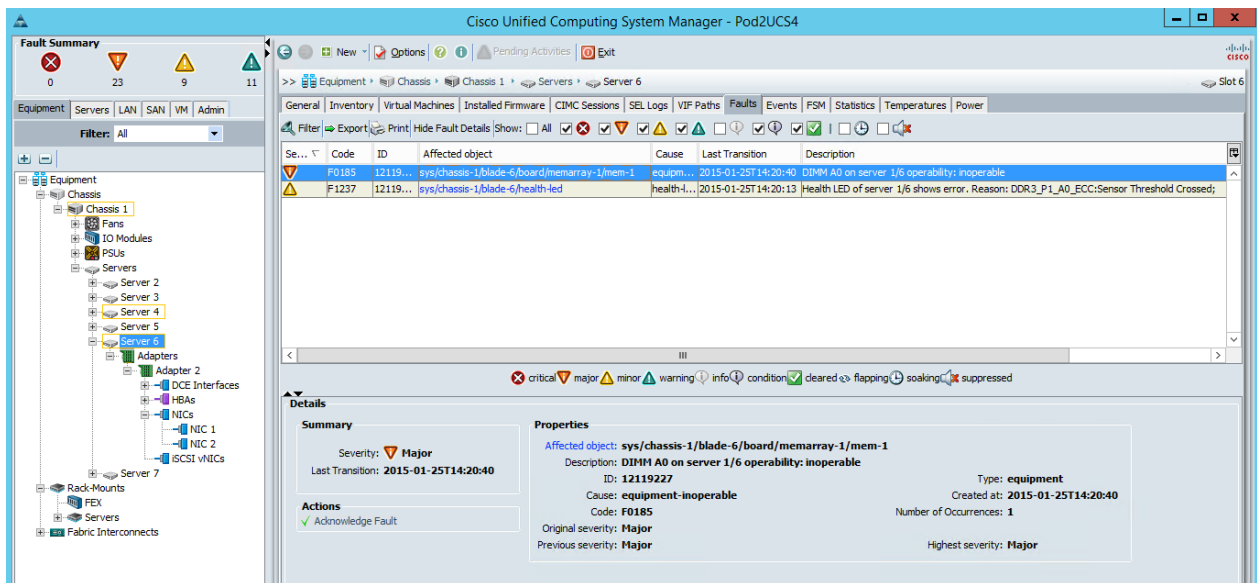 Cisco Unified Computing System Manager - Pod2UCS4
Fault Summary
0 23 9 11
New Options Pending Activities Exit
cisco
>> Equipment Chassis Chassis 1 Servers Server 6 Slot 6
Equipment Servers LAN SAN VM Admin
Filter: All
General Inventory Virtual Machines Installed Firmware CIMC Sessions SEL Logs VIF Paths Faults Events FSM Statistics Temperatures Power
Filter Export Print Hide Fault Details Show: All
Se... Code ID Affected object Cause Last Transition Description
F0185 12119... sys/chassis-1/blade-6/board/memarray-1/mem-1 equipm... 2015-01-25T14:20:40 DIMM A0 on server 1/6 operability: inoperable
F1237 12119... sys/chassis-1/blade-6/health-led health-l... 2015-01-25T14:20:13 Health LED of server 1/6 shows error. Reason: DDR3_P1_A0_ECC:Sensor Threshold Crossed;
Equipment
Chassis
Chassis 1
Fans
IO Modules
PSUs
Servers
Server 2
Server 3
Server 4
Server 5
Server 6
Adapters
Adapter 2
DCE Interfaces
HBAs
NICs
NIC 1
NIC 2
iSCSI vNICs
Server 7
Rack-Mounts
FEX
Servers
Fabric Interconnects
critical major minor warning info condition cleared flapping soaking suppressed
Details
Summary
Severity: Major
Last Transition: 2015-01-25T14:20:40
Actions
Acknowledge Fault
Properties
Affected object: sys/chassis-1/blade-6/board/memarray-1/mem-1
Description: DIMM A0 on server 1/6 operability: inoperable
ID: 12119227 Type: equipment
Cause: equipment-inoperable Created at: 2015-01-25T14:20:40
Code: F0185 Number of Occurrences: 1
Original severity: Major
Previous severity: Major Highest severity: Major